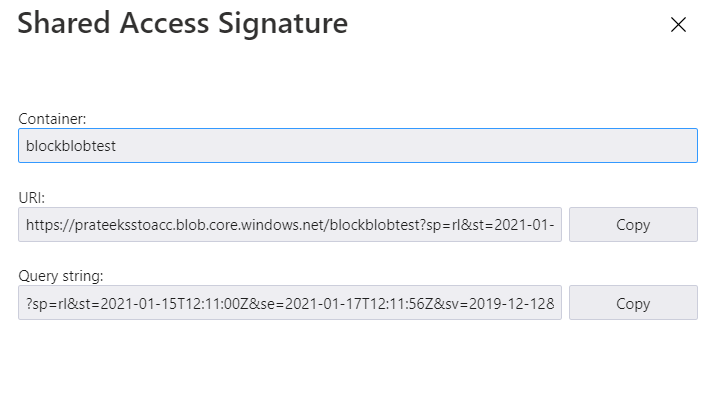 Shared Access Signature
Container:
blockblobtest
URI:
https://prateeksstoacc.blob.core.windows.net/blockblobtest?sp=rl&st=2021-01-
Copy
Query string:
?sp=rl&st=2021-01-15T12:11:00Z&se=2021-01-17T12:11:56Z&sv=2019-12-128
Copy